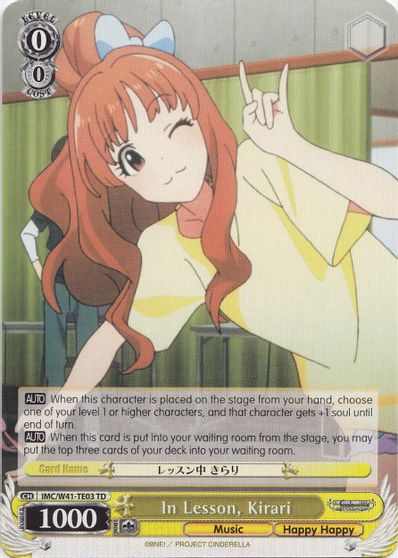 LEVEL
0
0
COST
AUTO When this character is placed on the stage from your hand, choose
one of your level 1 or higher characters, and that character gets +1 soul until
end of turn.
AUTO When this card is put into your waiting room from the stage, you may
put the top three cards of your deck into your waiting room.
Card Name レッスン中 きらり
CH IMC/W41-TE03 TD
1000
In Lesson, Kirari
Music Happy Happy
©BNEI / PROJECT CINDERELLA